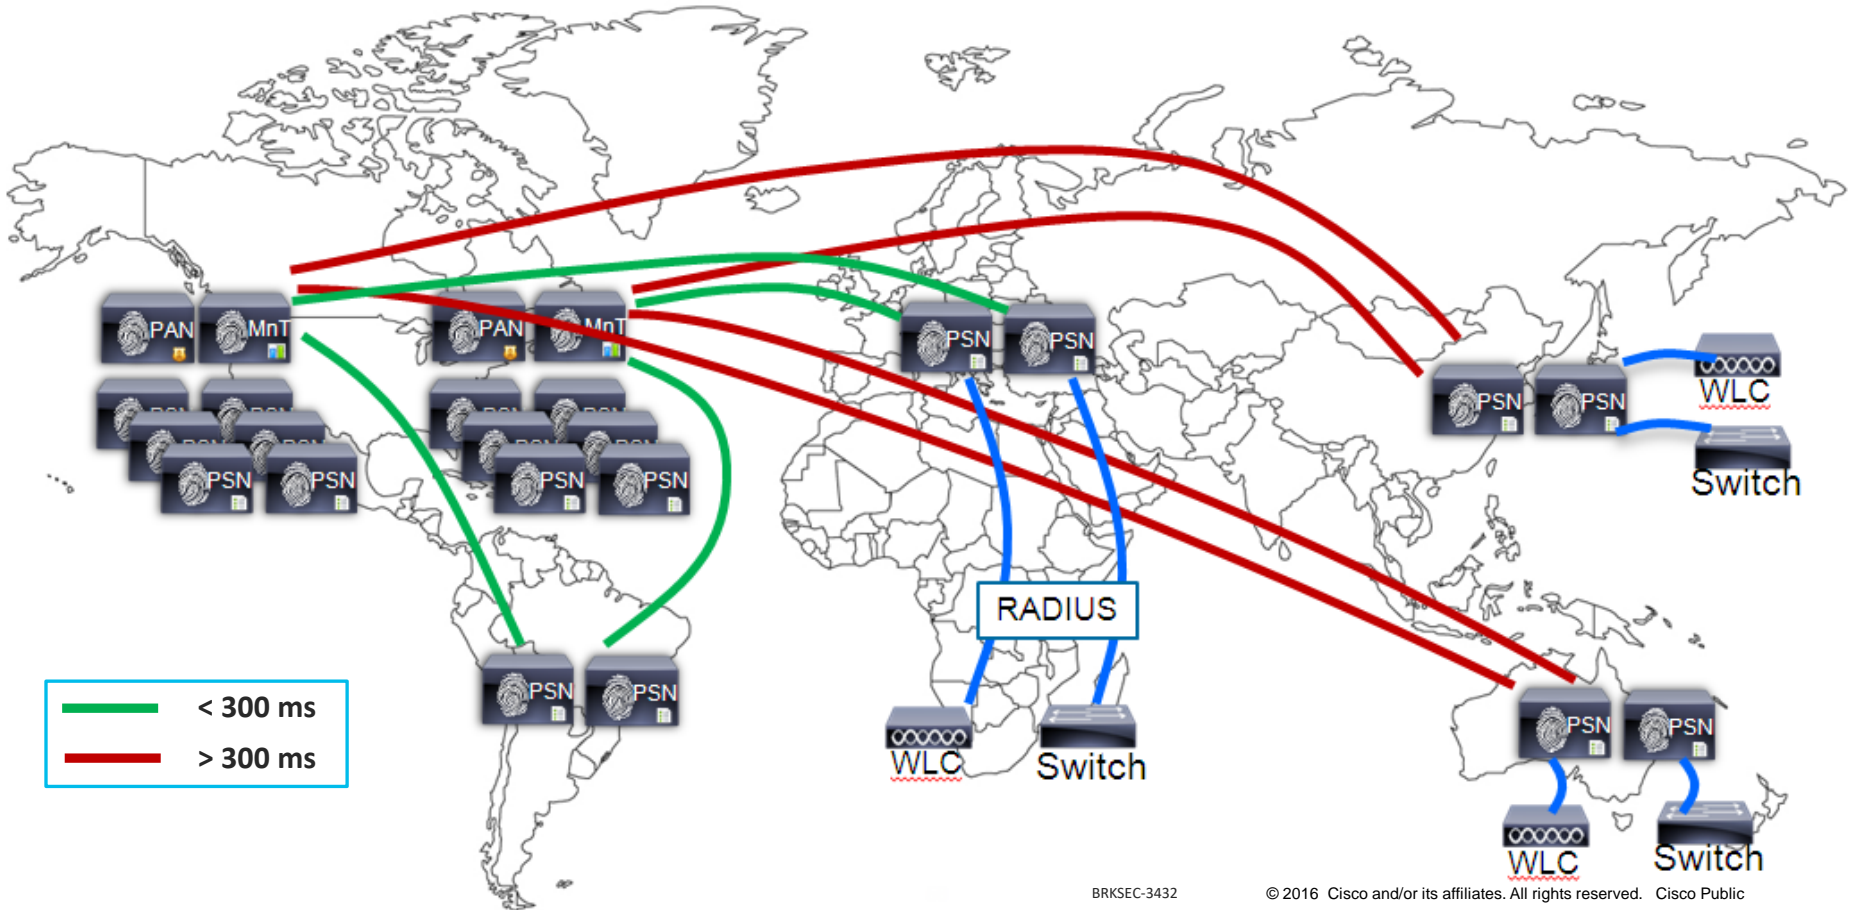 PAN
MnT
PAN
MnT
PSN
PSN
PSN
PSN
WLC
Switch
PSN
PSN
PSN
PSN
RADIUS
PSN
PSN
< 300 ms
> 300 ms
PSN
PSN
WLC
Switch
WLC
Switch
BRKSEC-3432
© 2016 Cisco and/or its affiliates. All rights reserved. Cisco Public